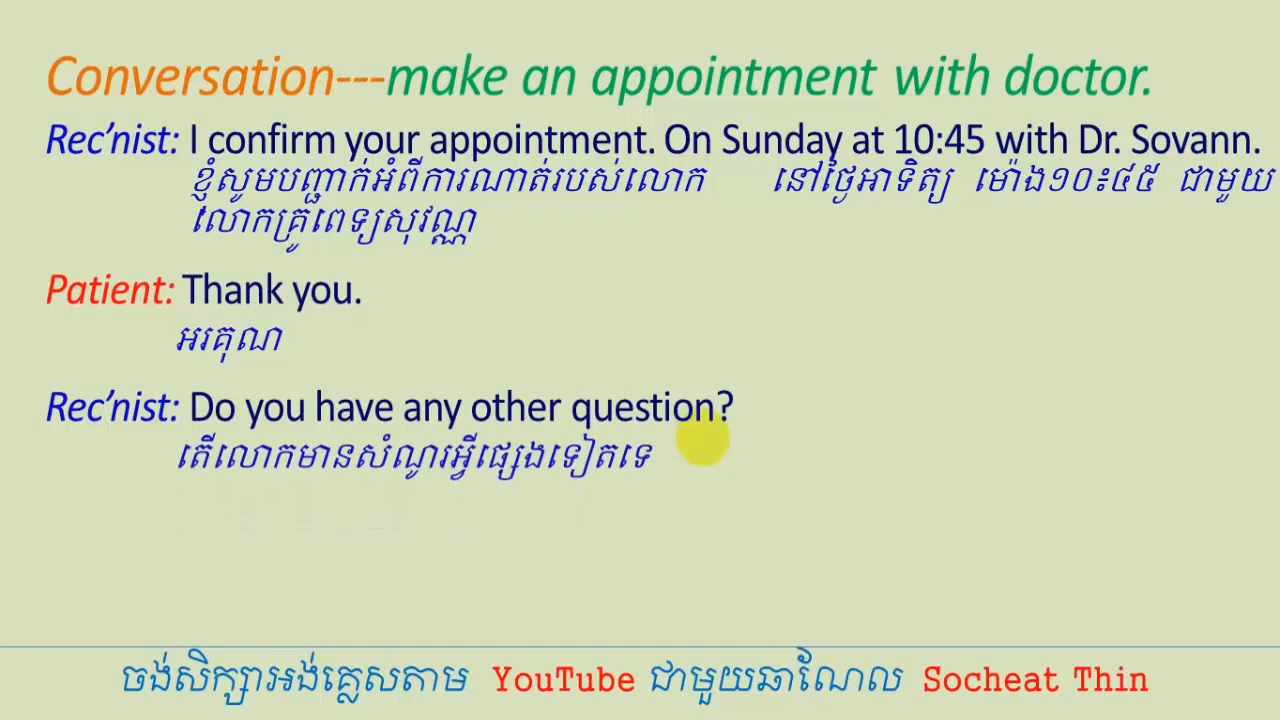 Conversation---make an appointment with doctor.
Rec’nist: I confirm your appointment. On Sunday at 10:45 with Dr. Sovann.
ខ្ញុំសូមបញ្ជាក់អំពីការណាត់របស់លោក នៅថ្ងៃអាទិត្យ ម៉ោង១០៖៤៥ ជាមួយ
លោកគ្រូពេទ្យសុវណ្ណ
Patient: Thank you.
អរគុណ
Rec’nist: Do you have any other question?
តើលោកមានសំណូរអ្វីផ្សេងទៀតទេ
ចង់សិក្សាអង់គ្លេសតាម YouTube ជាមួយឆាណែល Socheat Thin